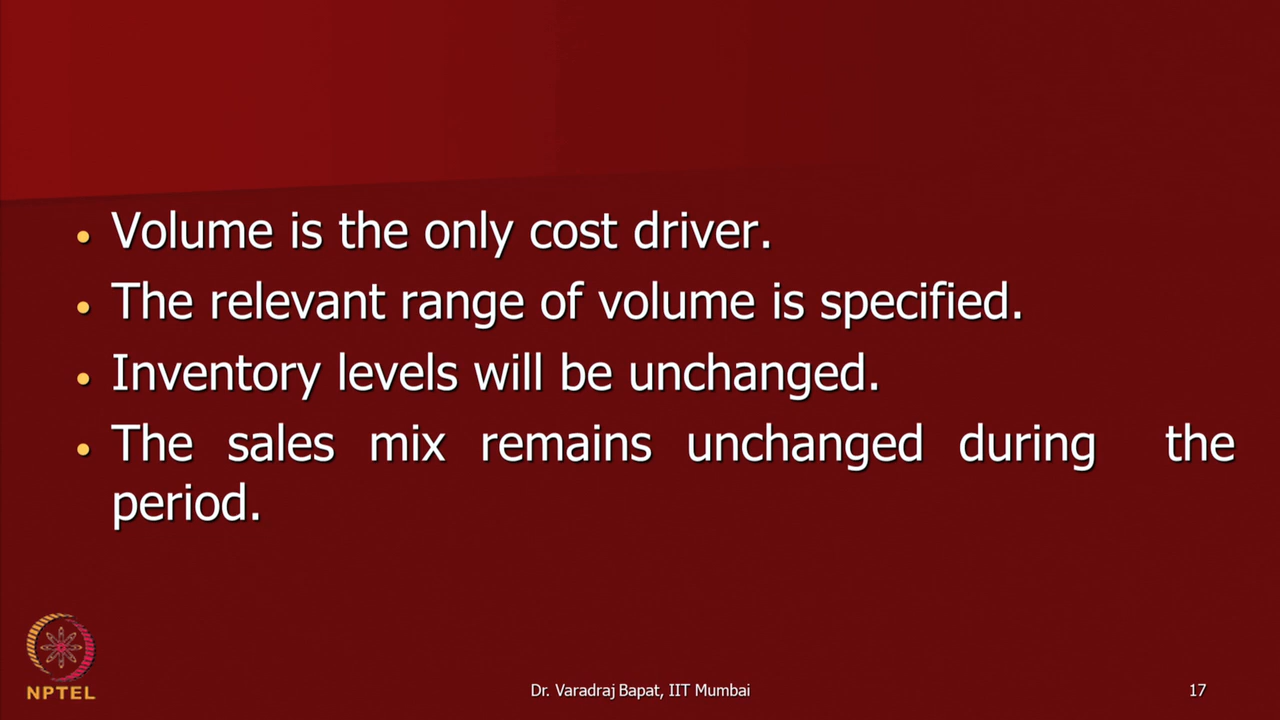 • Volume is the only cost driver.
• The relevant range of volume is specified.
• Inventory levels will be unchanged.
• The sales mix remains unchanged during the
period.
NPTEL
Dr. Varadraj Bapat, IIT Mumbai
17